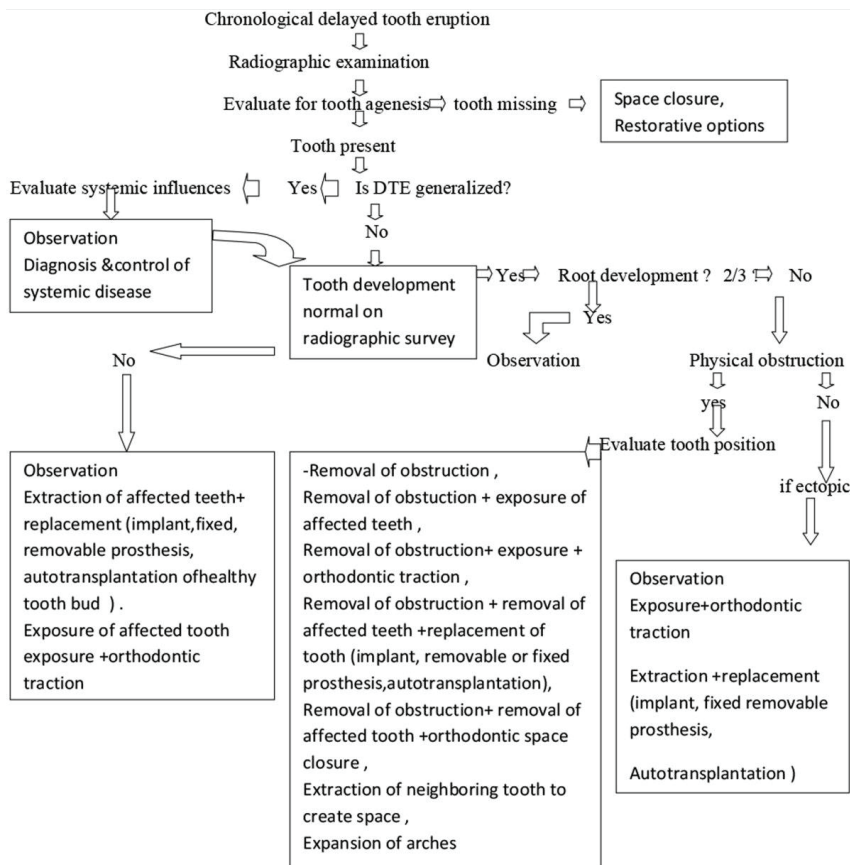 Chronological delayed tooth eruption
Radiographic examination
Evaluate for tooth agenesis tooth missing
Space closure,
Restorative options
Tooth present
Evaluate systemic influences Yes Is DTE generalized?
No
Observation
Diagnosis &control of
systemic disease
Tooth development
normal on
radiographic survey
Yes Root development ? 2/3 ? No
Yes
Observation
No
Physical obstruction
yes No
Evaluate tooth position
if ectopic
Observation
Extraction of affected teeth+
replacement (implant,fixed,
removable prosthesis,
autotransplantation ofhealthy
tooth bud ) .
Exposure of affected tooth
exposure +orthodontic
traction
-Removal of obstruction ,
Removal of obstuction + exposure of
affected teeth ,
Removal of obstruction+ exposure +
orthodontic traction ,
Removal of obstruction + removal of
affected teeth +replacement of
tooth (implant, removable or fixed
prosthesis,autotransplantation),
Removal of obstruction+ removal of
affected tooth +orthodontic space
closure ,
Extraction of neighboring tooth to
create space ,
Expansion of arches
Observation
Exposure+orthodontic
traction
Extraction +replacement
(implant, fixed removable
prosthesis,
Autotransplantation )